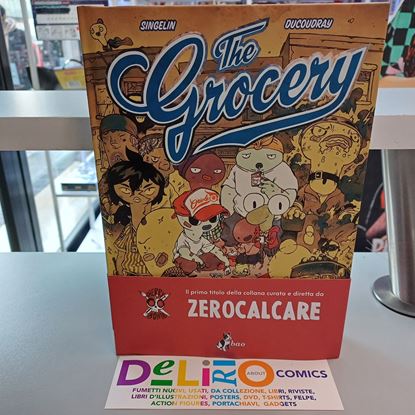 SINGELIN
DUCOUDRAY
The
Grocery
Il primo titolo della collana curata e diretta da
ZEROCALCARE
bao
DeLiRiO ABOUT COMICS
FUMETTI NUOVI, USATI, DA COLLEZIONE, LIBRI, RIVISTE,
LIBRI D'ILLUSTRAZIONI, POSTERS, DVD, T-SHIRTS, FELPE,
ACTION FIGURES, PORTACHIAVI, GADGETS